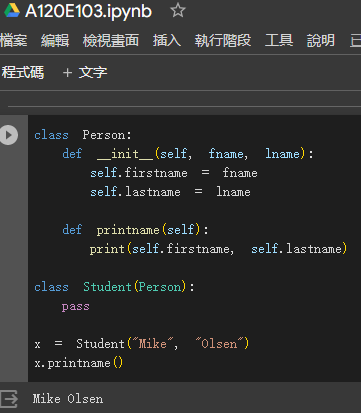 A120E103.ipynb
檔案 編輯 檢視畫面 插入 執行階段 工具 說明
程式碼 + 文字
class Person:
    def __init__(self, fname, lname):
        self.firstname = fname
        self.lastname = lname
    def printname(self):
        print(self.firstname, self.lastname)
class Student(Person):
    pass
x = Student("Mike", "Olsen")
x.printname()
Mike Olsen